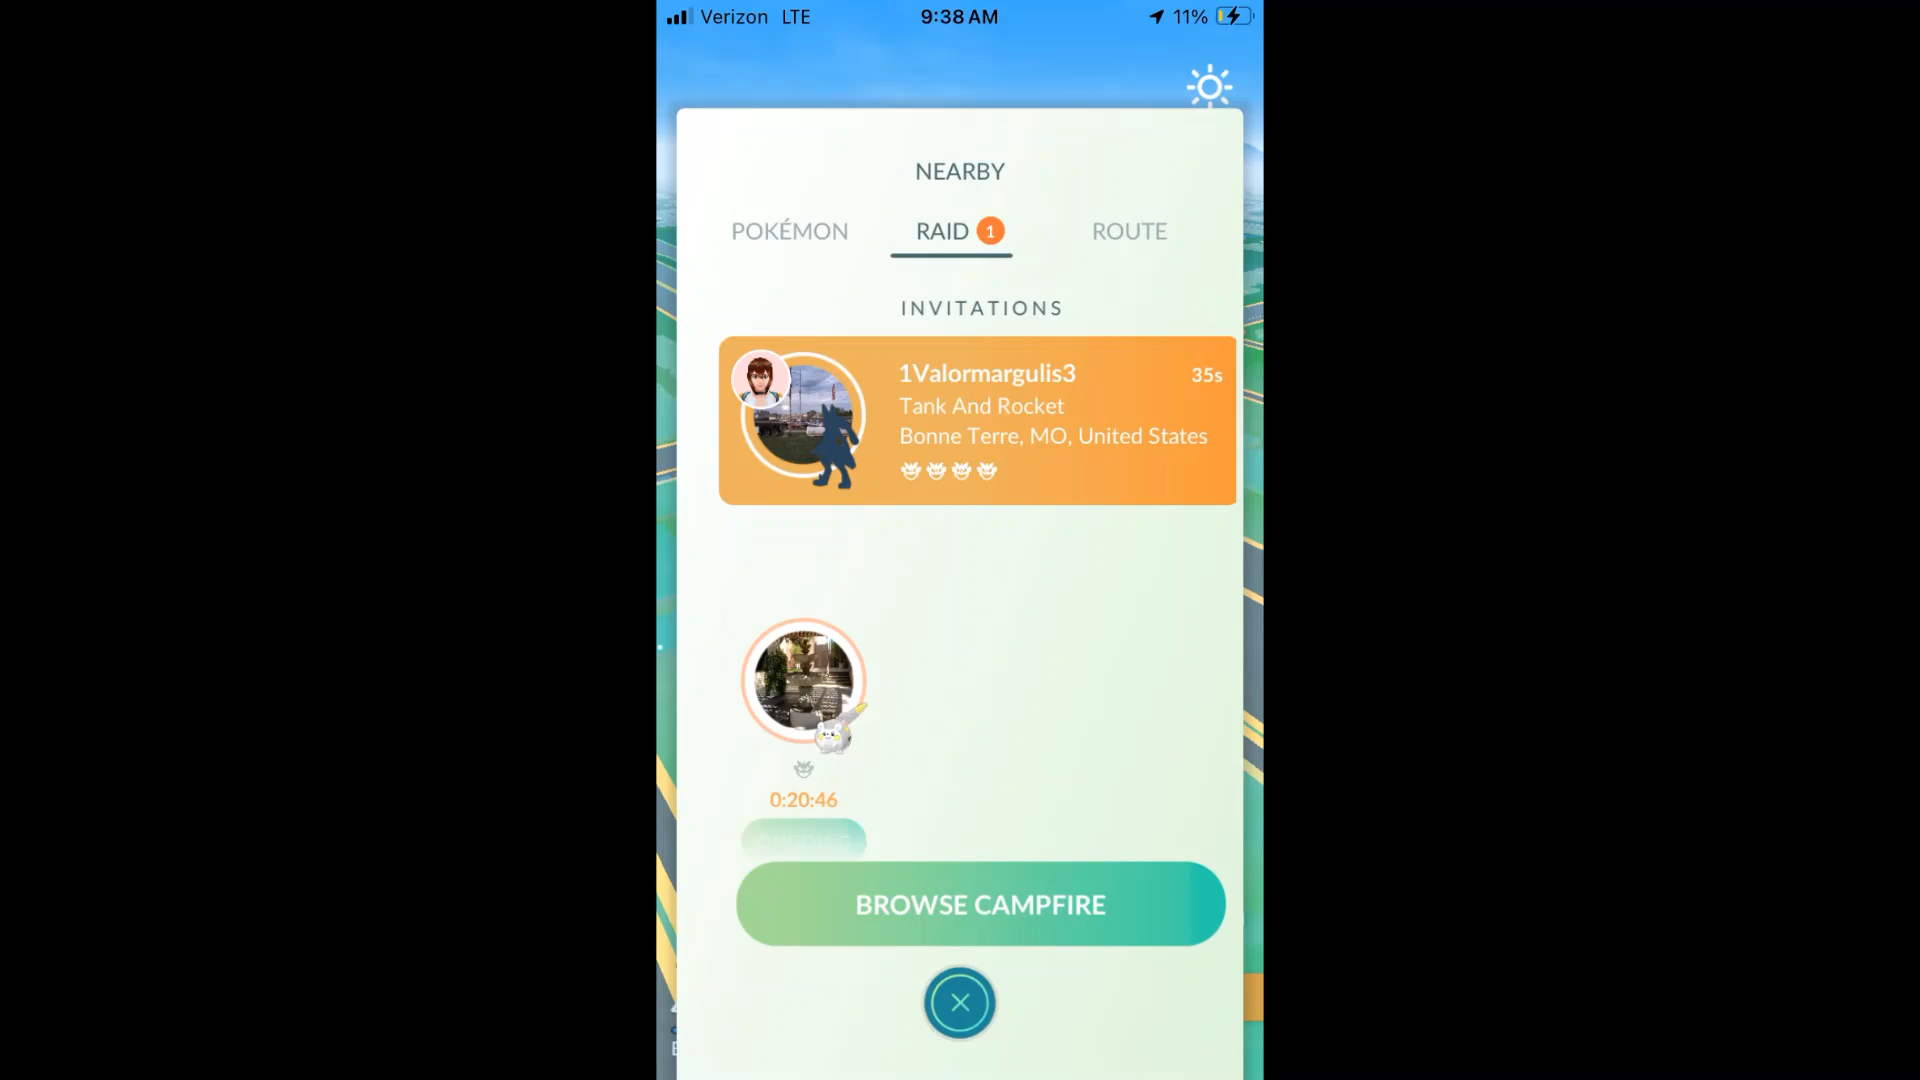 Verizon LTE 9:38 AM 11%
NEARBY
POKÉMON RAID 1 ROUTE
INVITATIONS
1Valormargulis3 35s
Tank And Rocket
Bonne Terre, MO, United States
0:20:46
BROWSE CAMPFIRE